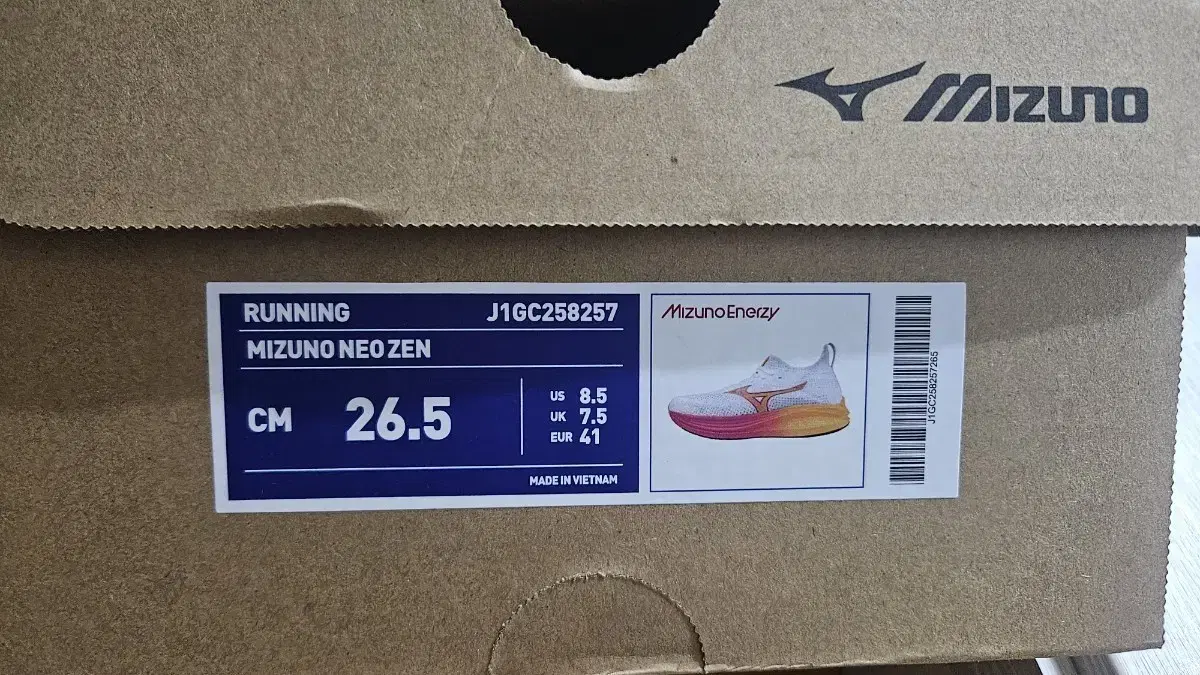 MIZUNO
RUNNING J1GC258257
MIZUNO NEO ZEN
CM 26.5
US 8.5
UK 7.5
EUR 41
MADE IN VIETNAM
MizunoEnerzy
J1GC258257265